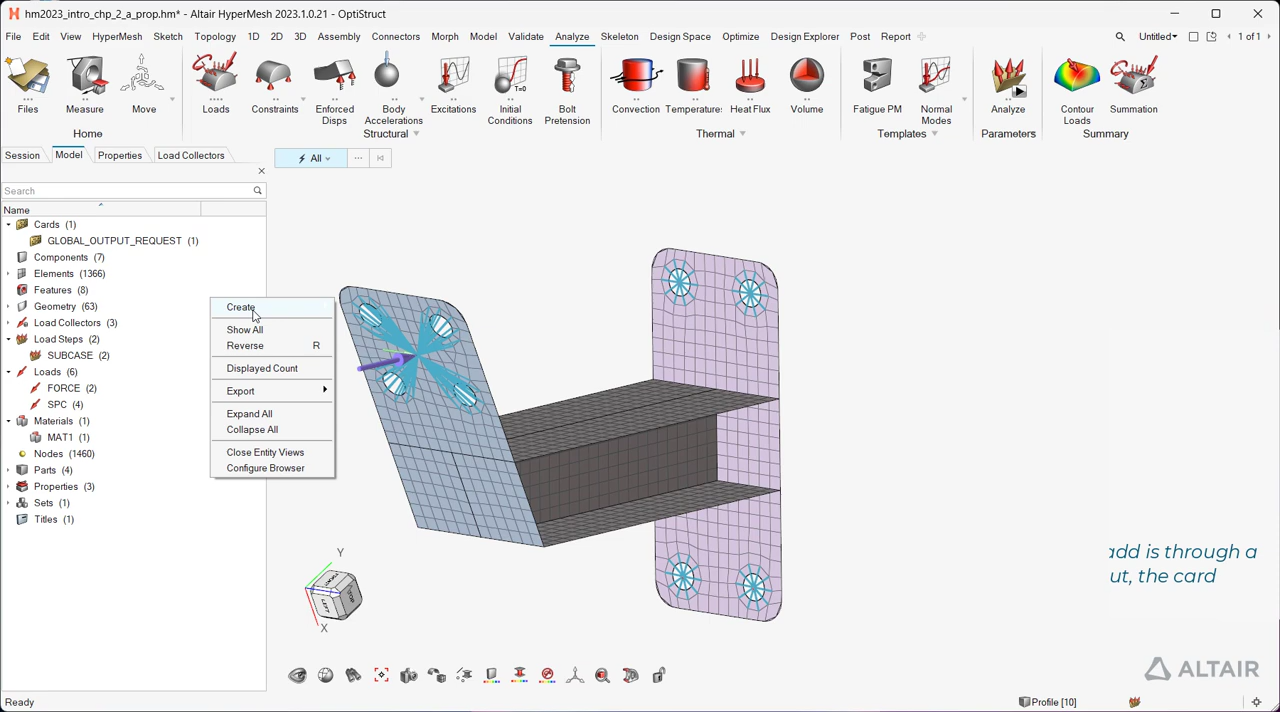 hm2023_intro_chp_2_a_prop.hm* - Altair HyperMesh 2023.1.0.21 - OptiStruct
File Edit View HyperMesh Sketch Topology 1D 2D 3D Assembly Connectors Morph Model Validate Analyze Skeleton Design Space Optimize Design Explorer Post Report Untitled 1 of 1
Files Measure Move Loads Constraints Enforced Disps Body Accelerations Excitations Initial Conditions Bolt Pretension Convection Temperatures Heat Flux Volume Fatigue PM Normal Modes Analyze Contour Loads Summation
T=0
Home Structural Thermal Templates Parameters Summary
Session Model Properties Load Collectors
All
Search
Name
Cards (1)
GLOBAL_OUTPUT_REQUEST (1)
Components (7)
Elements (1366)
Features (8)
Geometry (63)
Load Collectors (3)
Load Steps (2)
SUBCASE (2)
Loads (6)
FORCE (2)
SPC (4)
Materials (1)
MAT1 (1)
Nodes (1460)
Parts (4)
Properties (3)
Sets (1)
Titles (1)
Create
Show All
Reverse R
Displayed Count
Export
Expand All
Collapse All
Close Entity Views
Configure Browser
add is through a
ut, the card
Y
LEFT
X
ALTAIR
Ready
Profile [10]